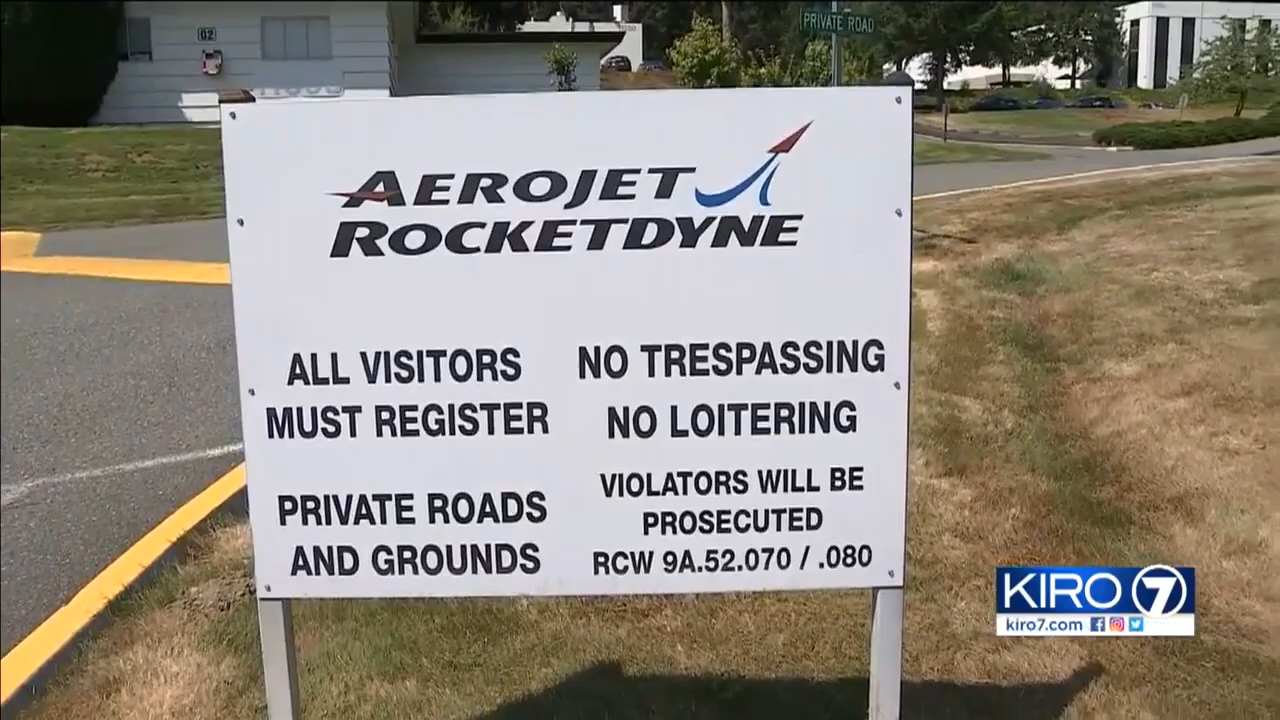 02
PRIVATE ROAD
AEROJET
ROCKETDYNE
ALL VISITORS
MUST REGISTER
PRIVATE ROADS
AND GROUNDS
NO TRESPASSING
NO LOITERING
VIOLATORS WILL BE
PROSECUTED
RCW 9A.52.070 / .080
KIRO 7
kiro7.com